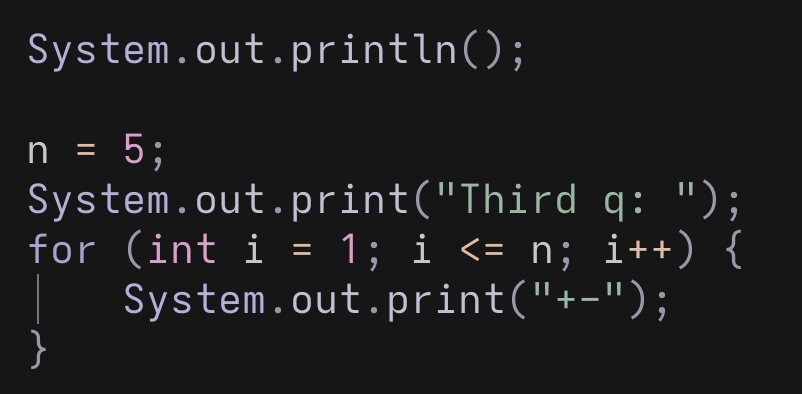 System.out.println();

n = 5;
System.out.print("Third q: ");
for (int i = 1; i <= n; i++) {
    System.out.print("+-");
}